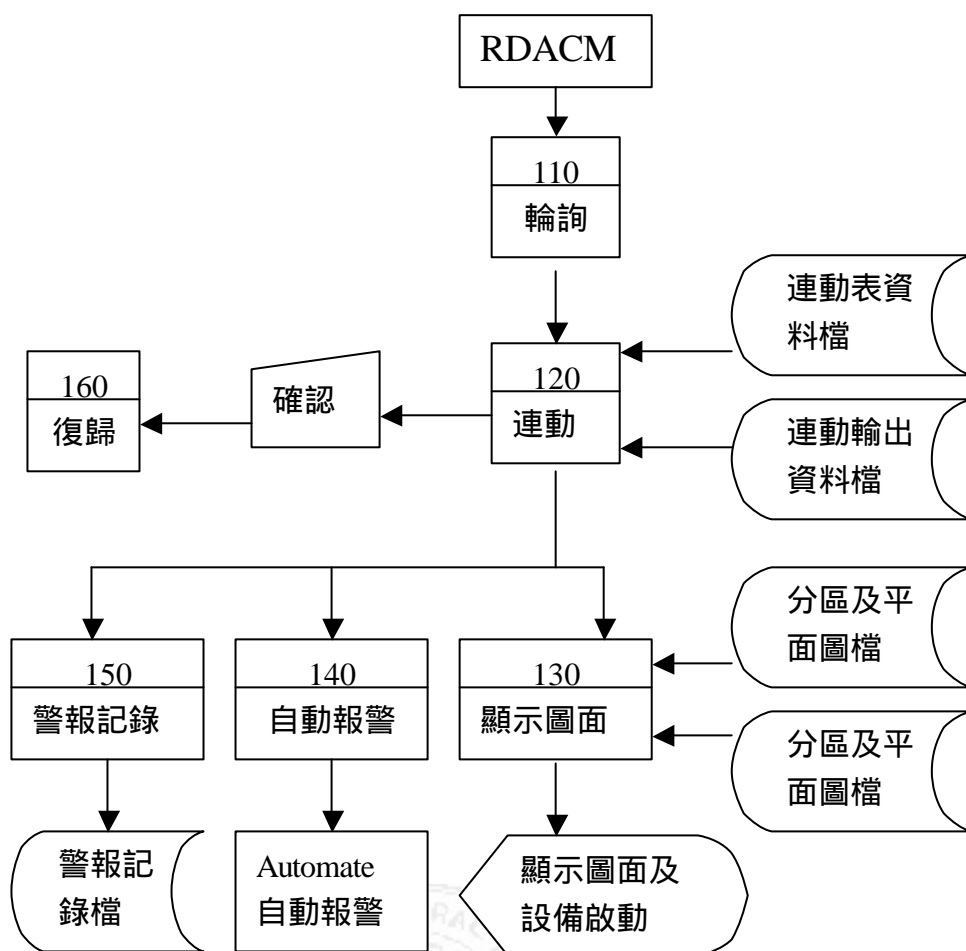 RDACM
110
輪詢
連動表資
料檔
160
復歸
確認
120
連動
連動輸出
資料檔
分區及平
面圖檔
150
警報記錄
140
自動報警
130
顯示圖面
分區及平
面圖檔
警報記
錄檔
Automate
自動報警
顯示圖面及
設備啟動